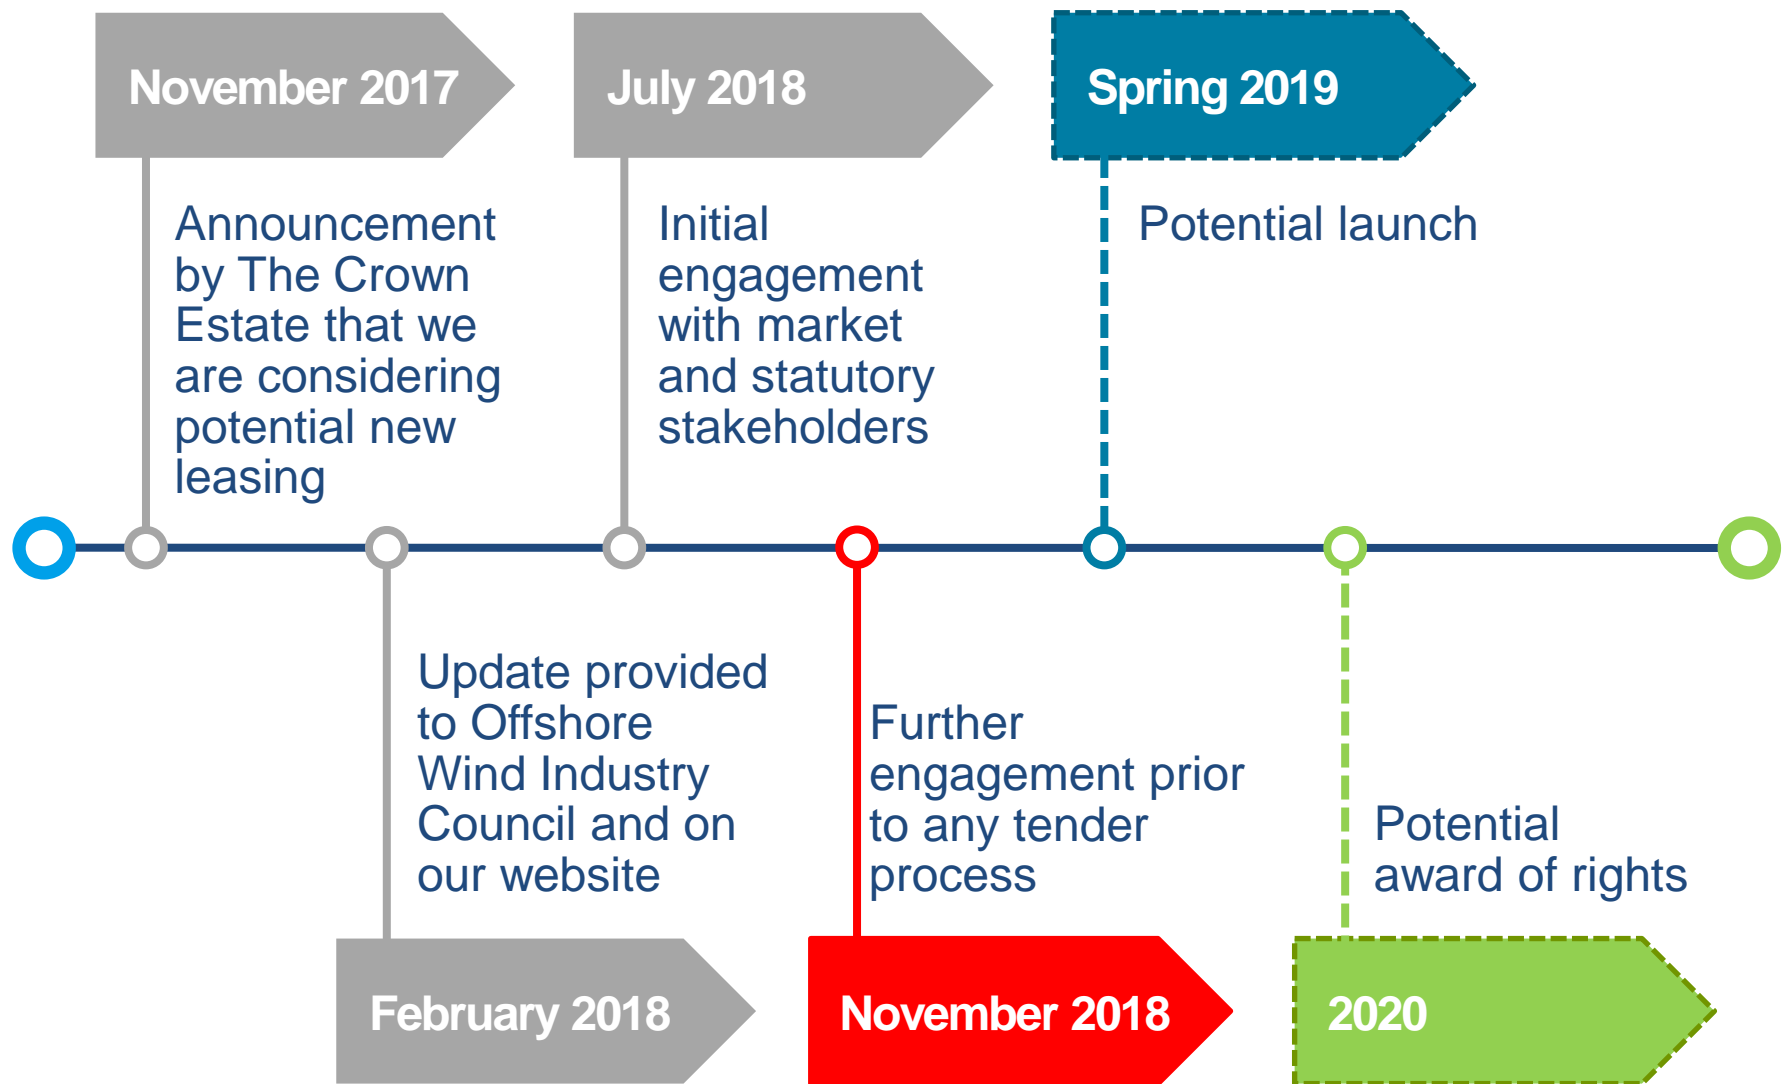 November 2017
Announcement
by The Crown
Estate that we
are considering
potential new
leasing
February 2018
Update provided
to Offshore
Wind Industry
Council and on
our website
July 2018
Initial
engagement
with market
and statutory
stakeholders
November 2018
Further
engagement prior
to any tender
process
Spring 2019
Potential launch
2020
Potential
award of rights